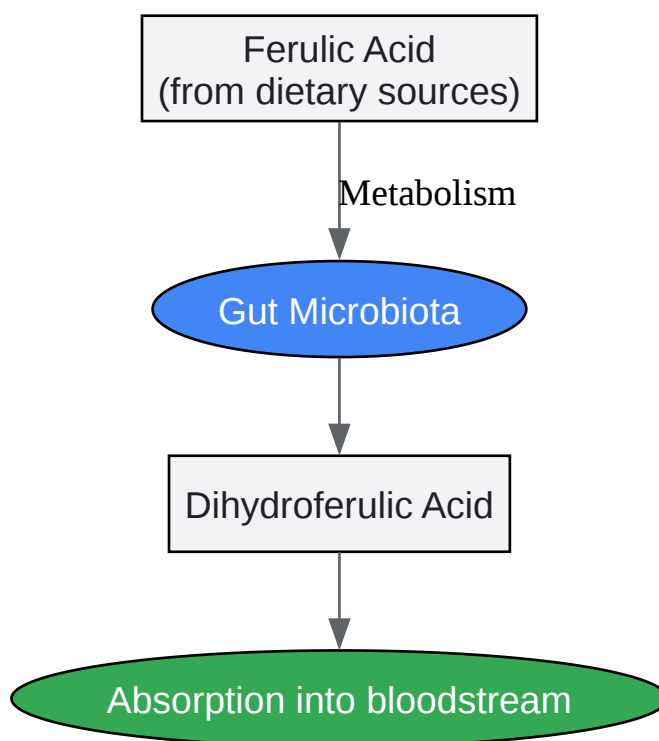 Ferulic Acid
(from dietary sources)
Metabolism
Gut Microbiota
Dihydroferulic Acid
Absorption into bloodstream